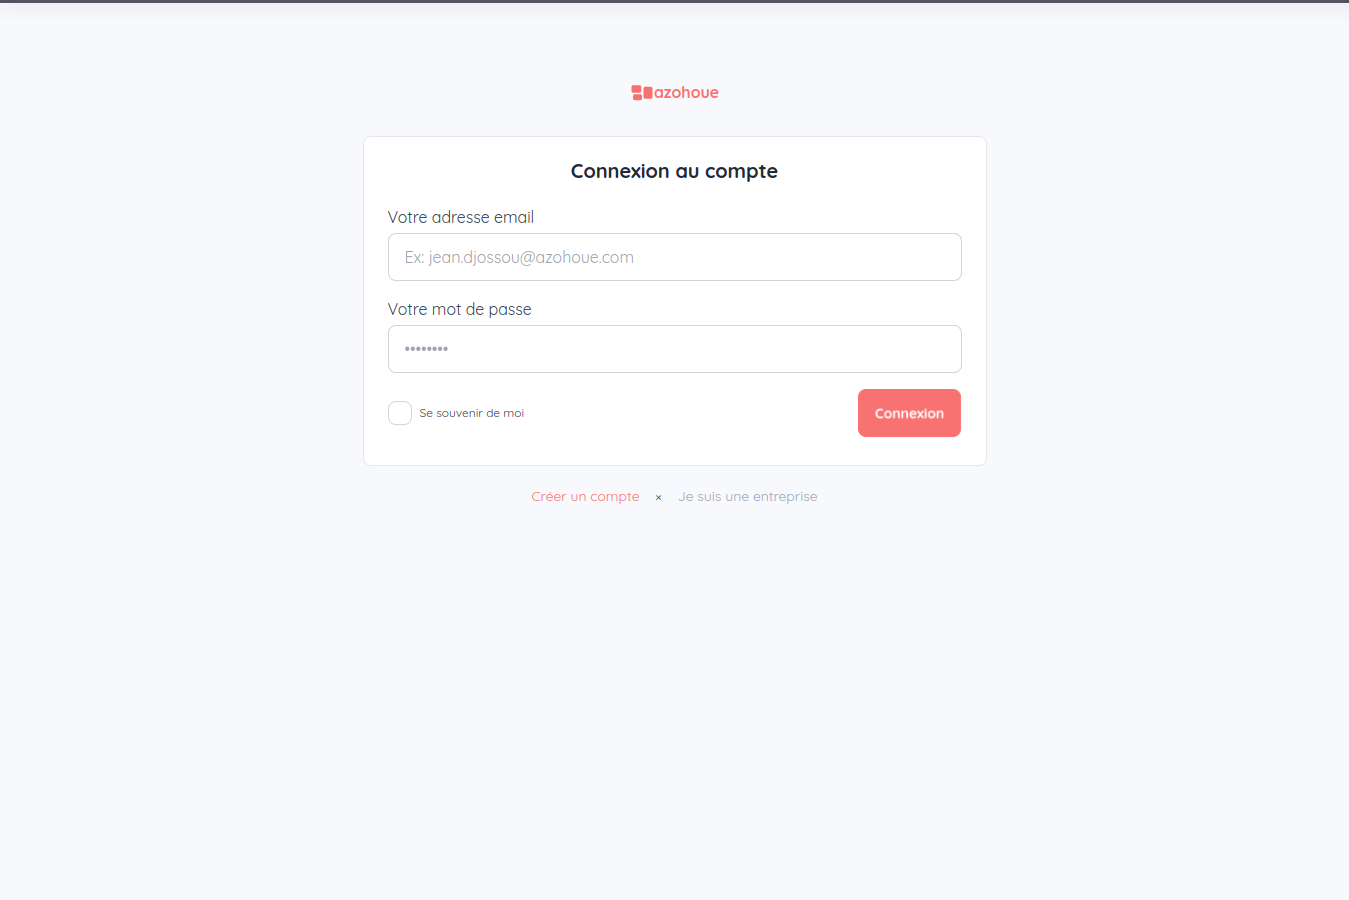 azohoue
Connexion au compte
Votre adresse email
Ex: jean.djossou@azohoue.com
Votre mot de passe
••••••••
Se souvenir de moi
Connexion
Créer un compte × Je suis une entreprise